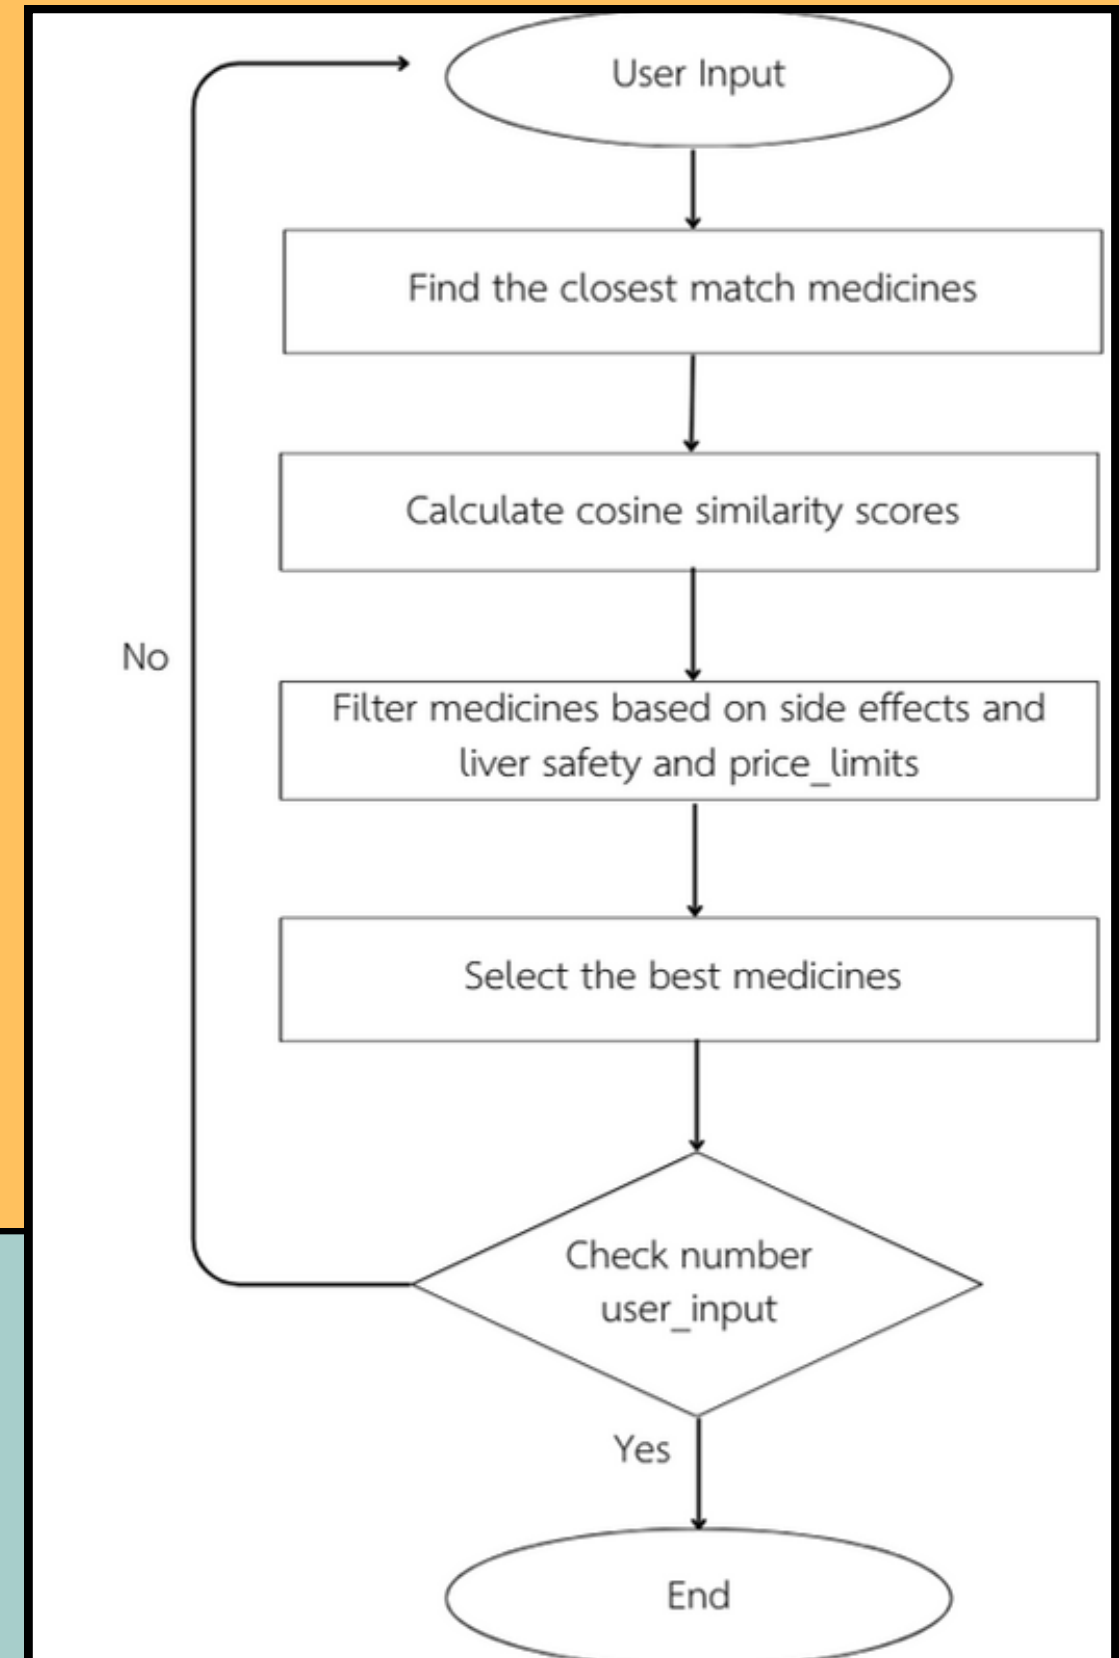 User Input
Find the closest match medicines
Calculate cosine similarity scores
No
Filter medicines based on side effects and
liver safety and price_limits
Select the best medicines
Check number
user_input
Yes
End